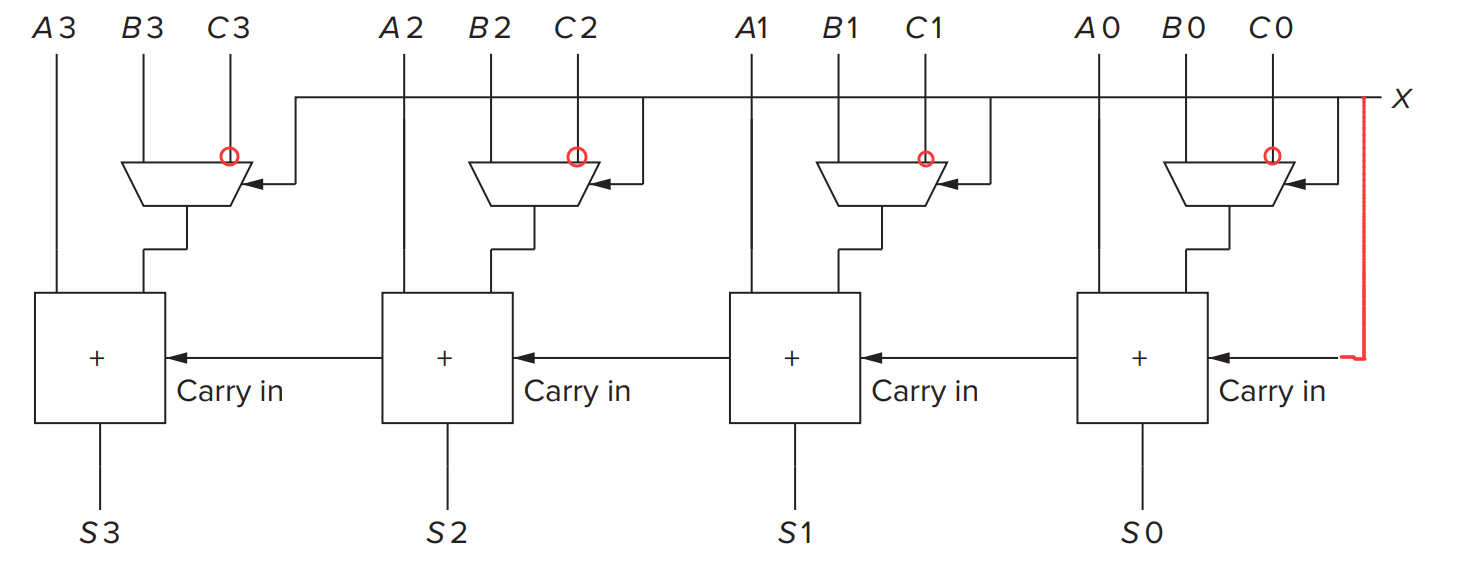 A3 B3 C3 A2 B2 C2 A1 B1 C1 A0 B0 C0
X
+ + + +
Carry in Carry in Carry in Carry in
S3 S2 S1 S0